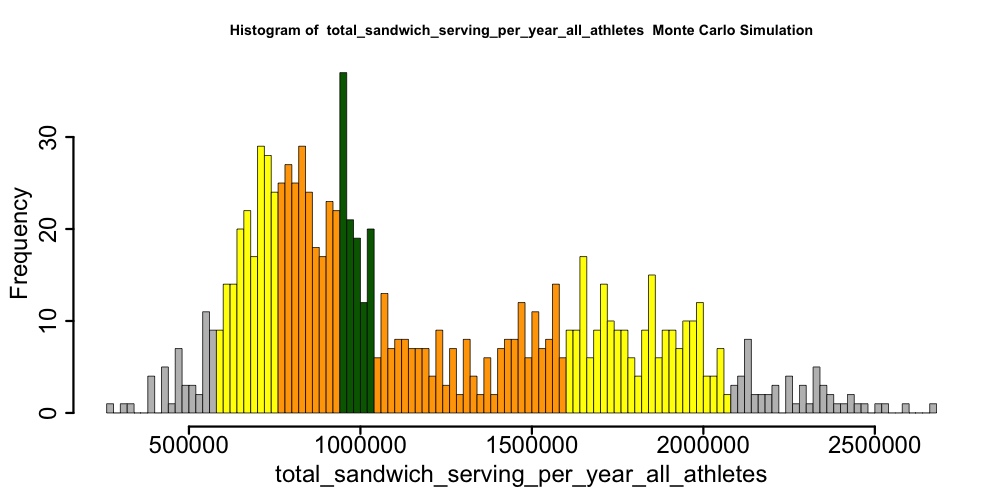 Histogram of  total_sandwich_serving_per_year_all_athletes  Monte Carlo Simulation
Frequency
30
20
10
0
500000 1000000 1500000 2000000 2500000
total_sandwich_serving_per_year_all_athletes